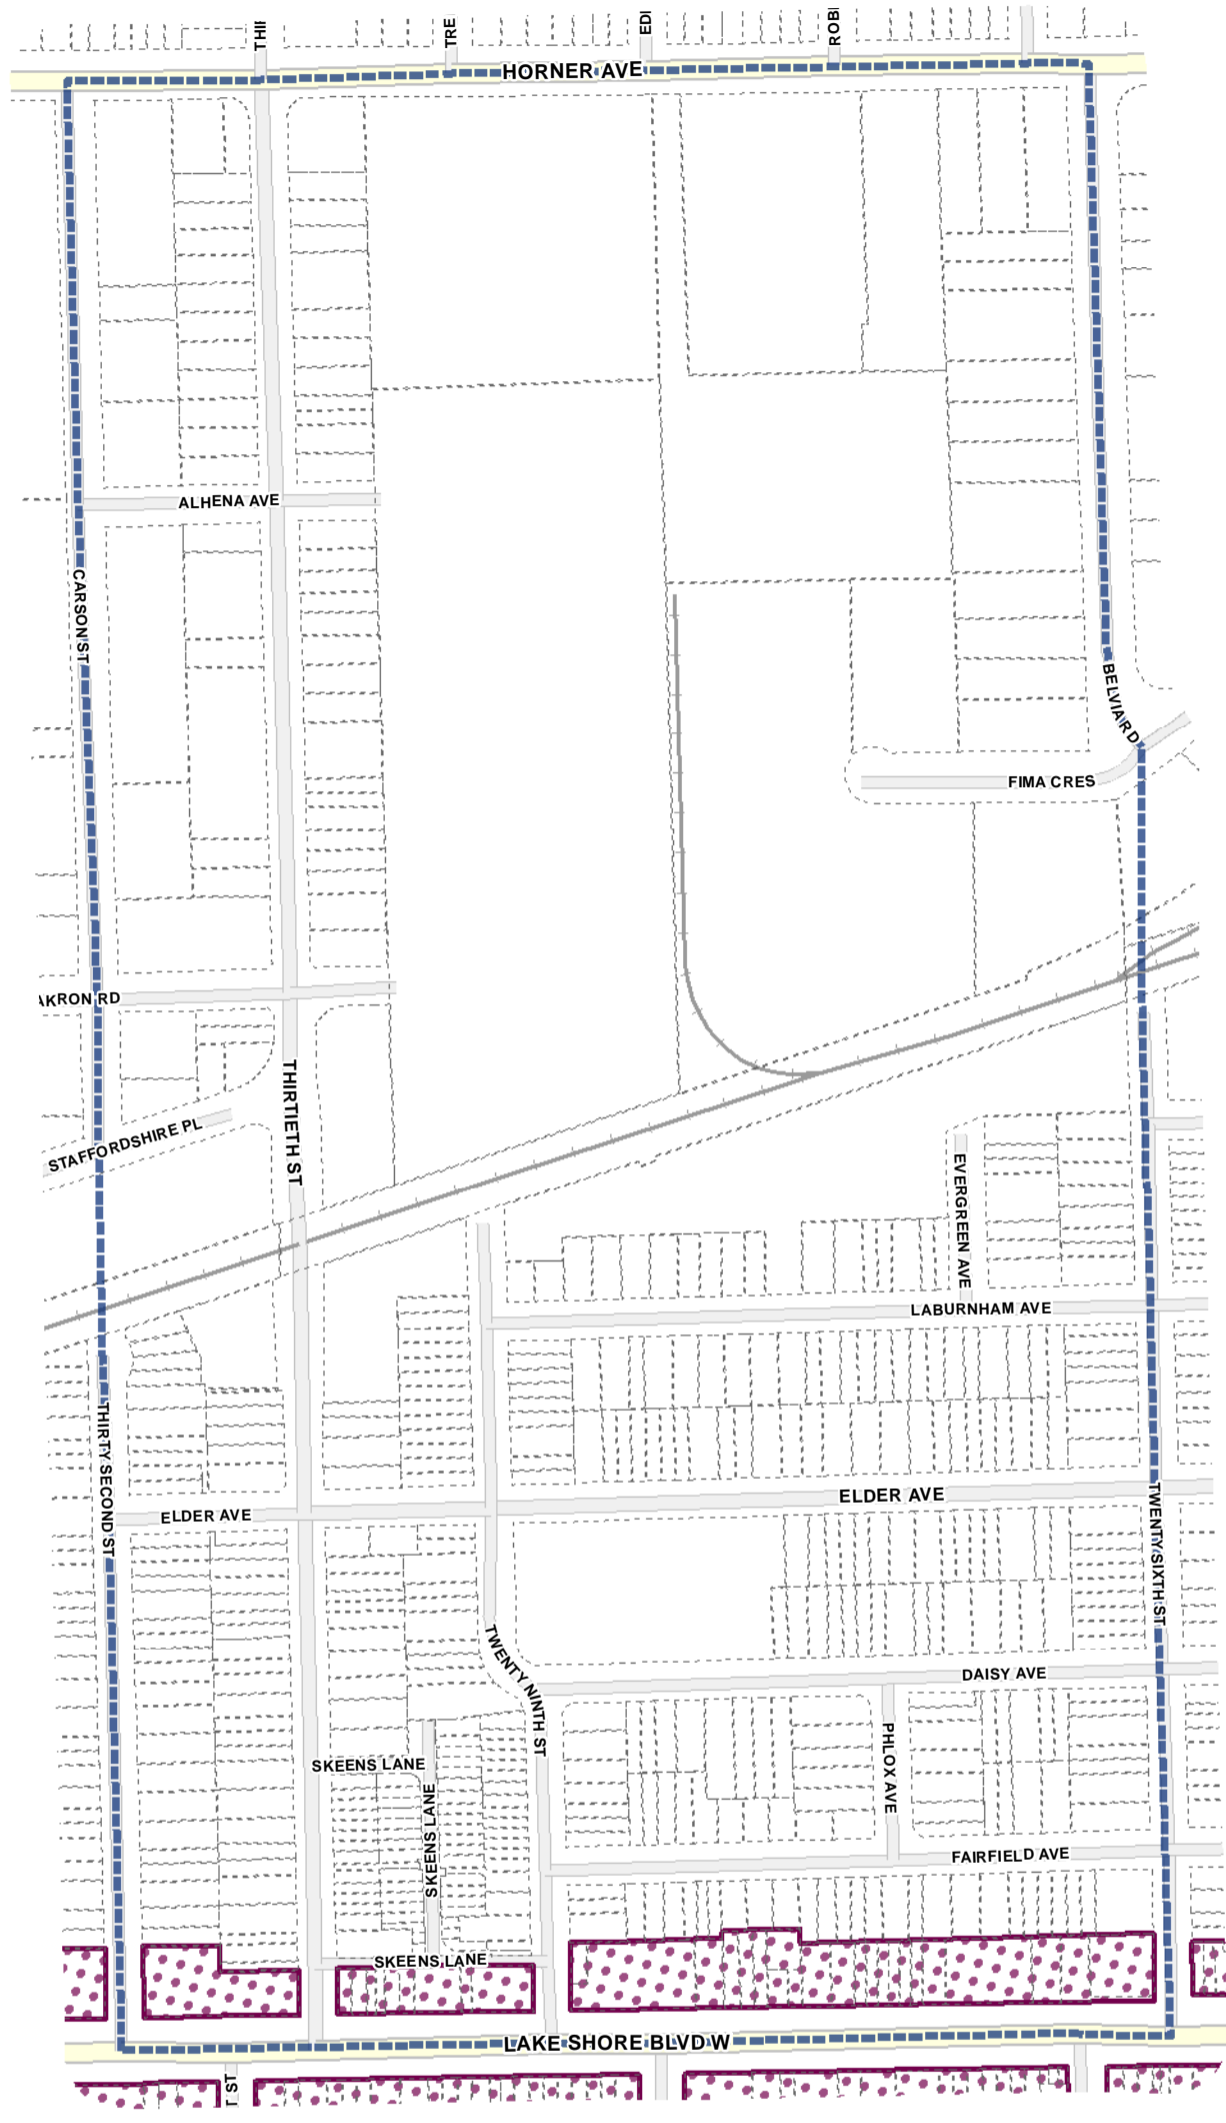 HORNER AVE
ALHENA AVE
CARSON ST
BELVIA RD
FIMA CRES
AKRON RD
THIRTIETH ST
STAFFORDSHIRE PL
EVERGREEN AVE
LABURNHAM AVE
THIRTY SECOND ST
ELDER AVE
ELDER AVE
TWENTY SIXTH ST
TWENTY NINTH ST
DAISY AVE
PHLOX AVE
SKEENS LANE
SKEENS LANE
FAIRFIELD AVE
SKEENS LANE
LAKE SHORE BLVD W